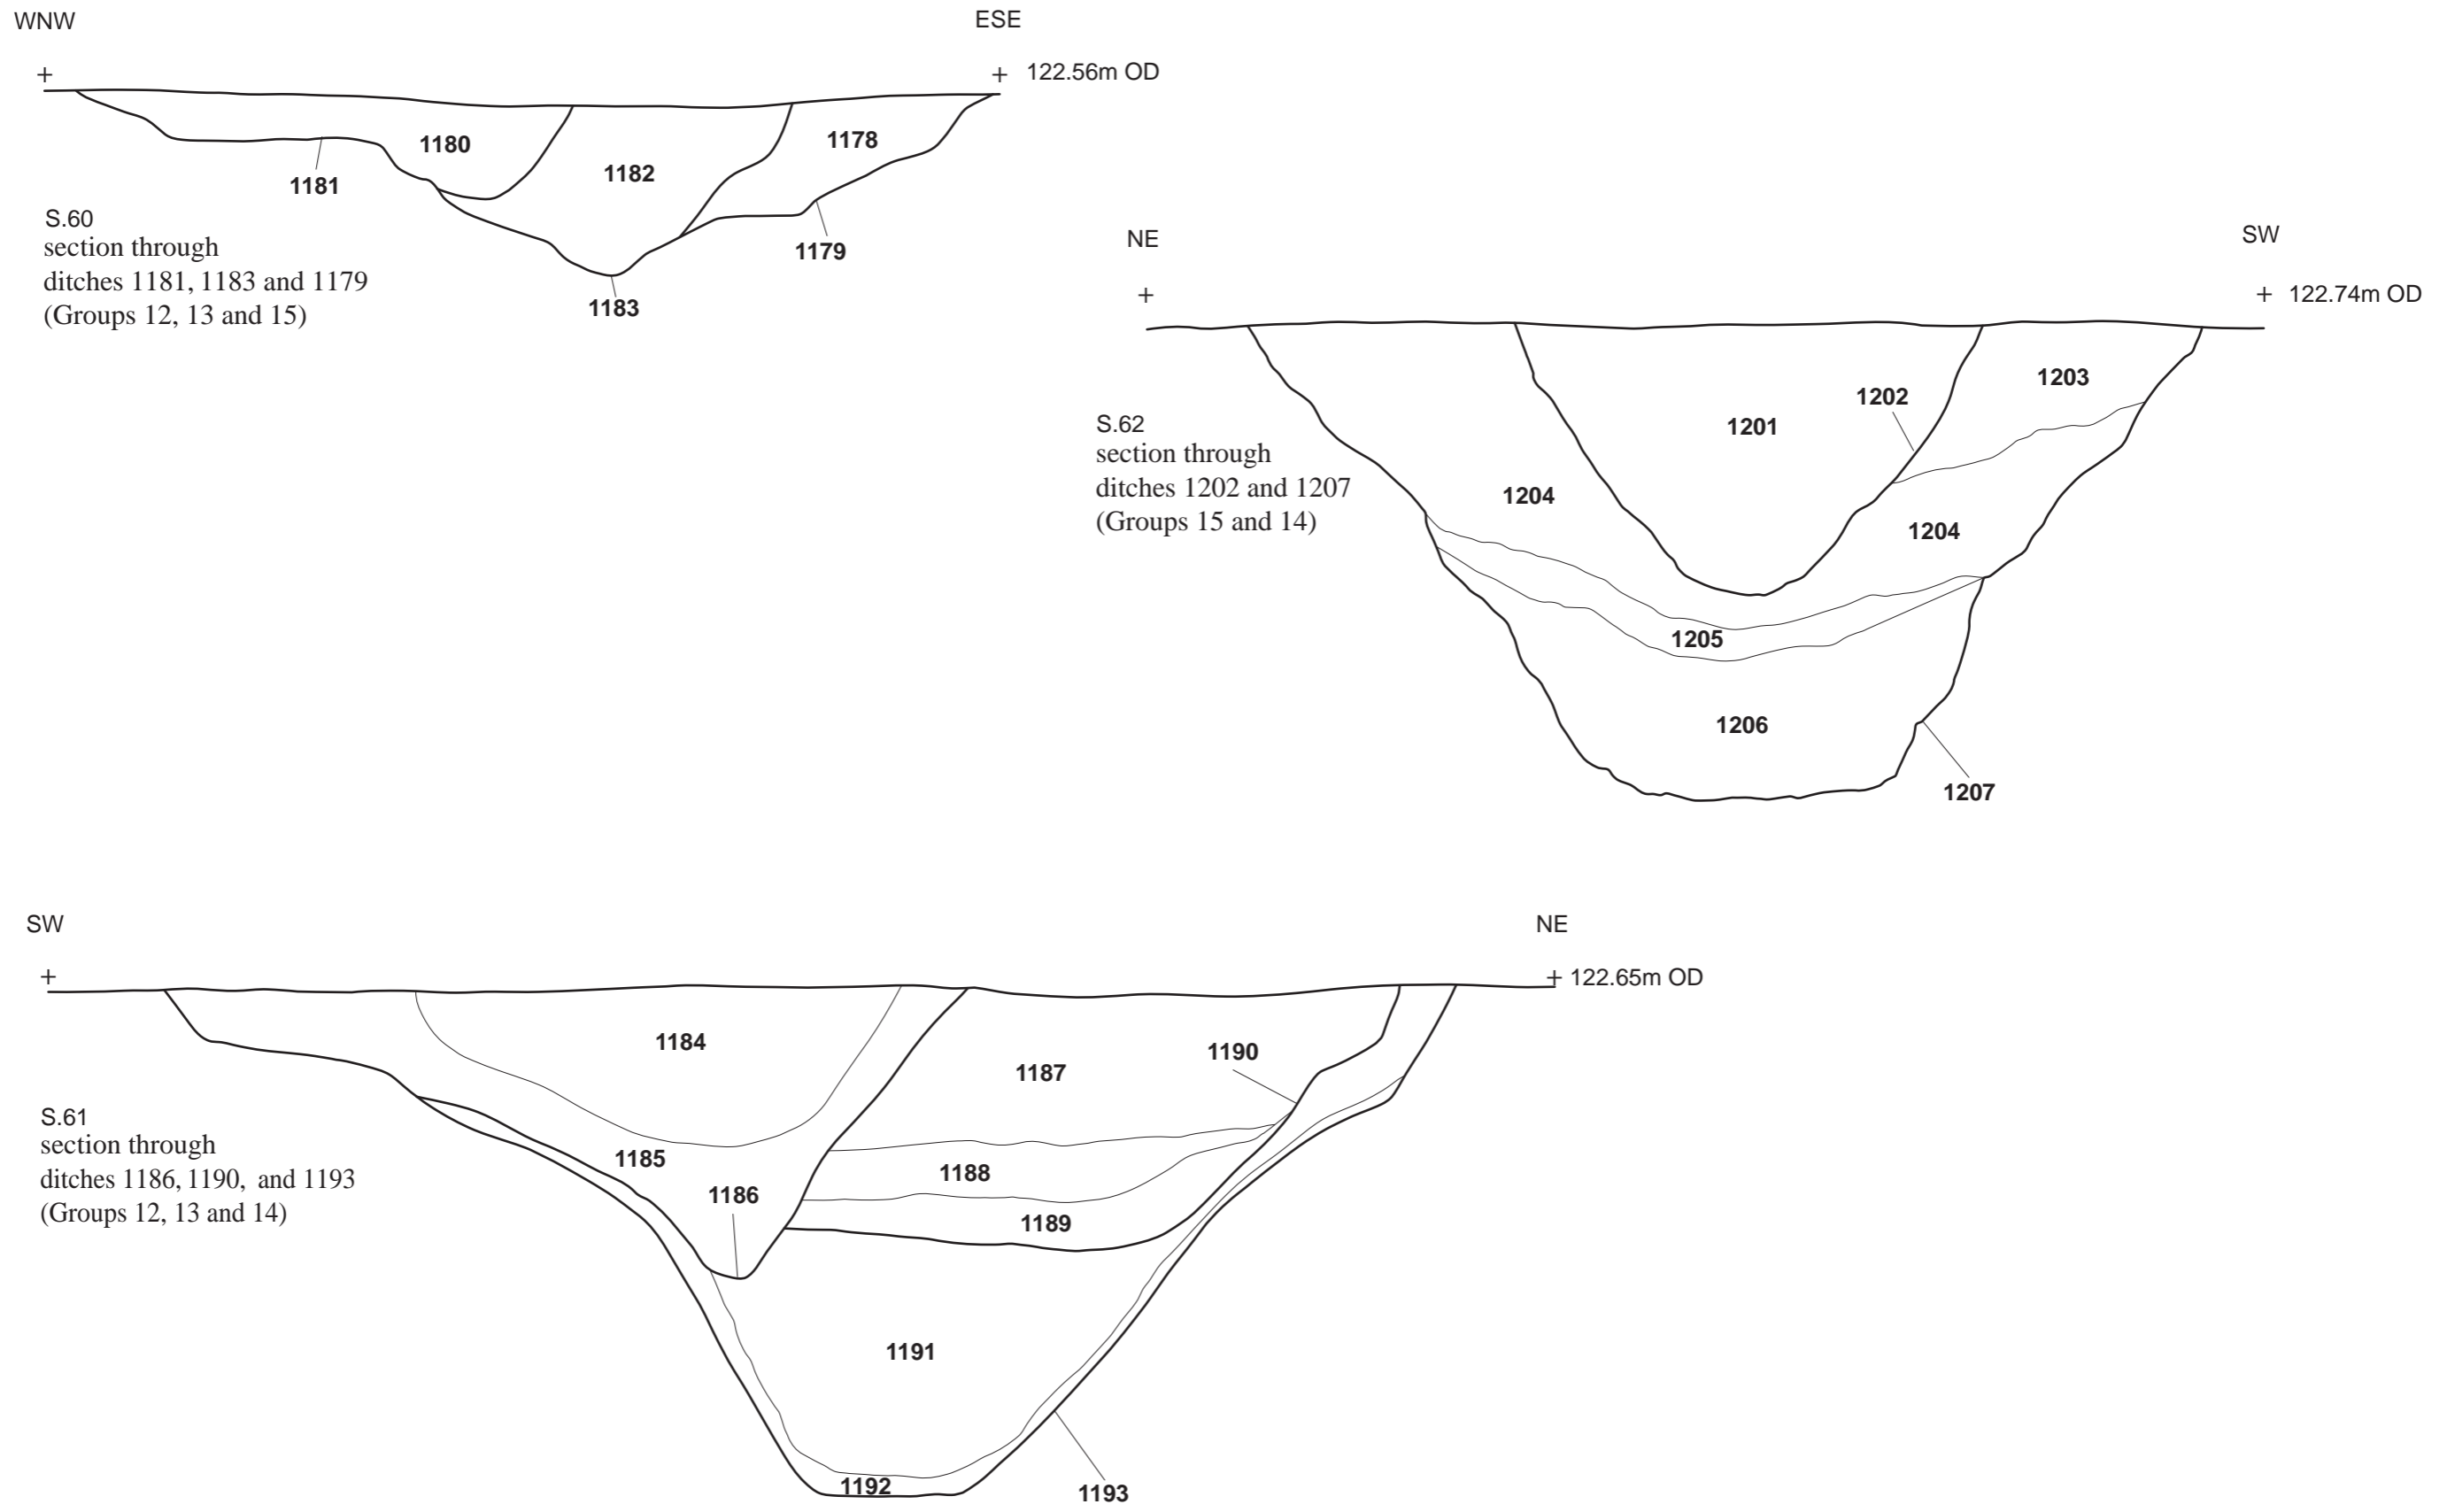 WNW
ESE
+
+ 122.56m OD
1180
1178
1182
1181
S.60
section through
ditches 1181, 1183 and 1179
(Groups 12, 13 and 15)
1179
1183
NE
SW
+
+ 122.74m OD
1203
1202
1201
S.62
section through
ditches 1202 and 1207
(Groups 15 and 14)
1204
1204
1205
1206
1207
SW
NE
+
+ 122.65m OD
1184
1190
1187
S.61
section through
ditches 1186, 1190, and 1193
(Groups 12, 13 and 14)
1185
1188
1186
1189
1191
1192
1193